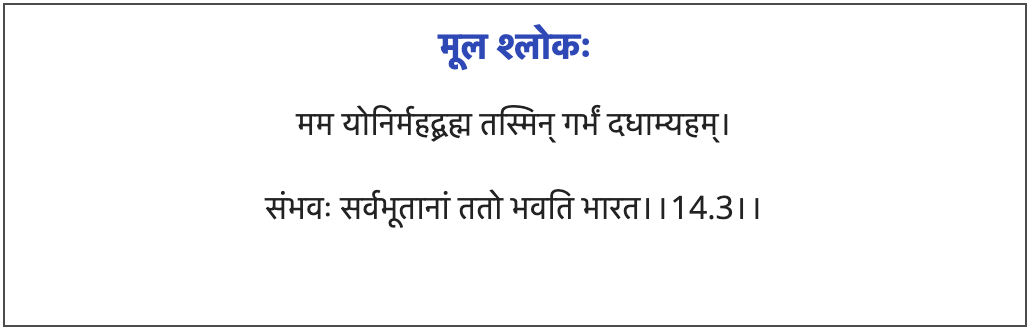 मूल श्लोकः
मम योनिर्महद्ब्रह्म तस्मिन् गर्भं दधाम्यहम्।
संभवः सर्वभूतानां ततो भवति भारत।।14.3।।